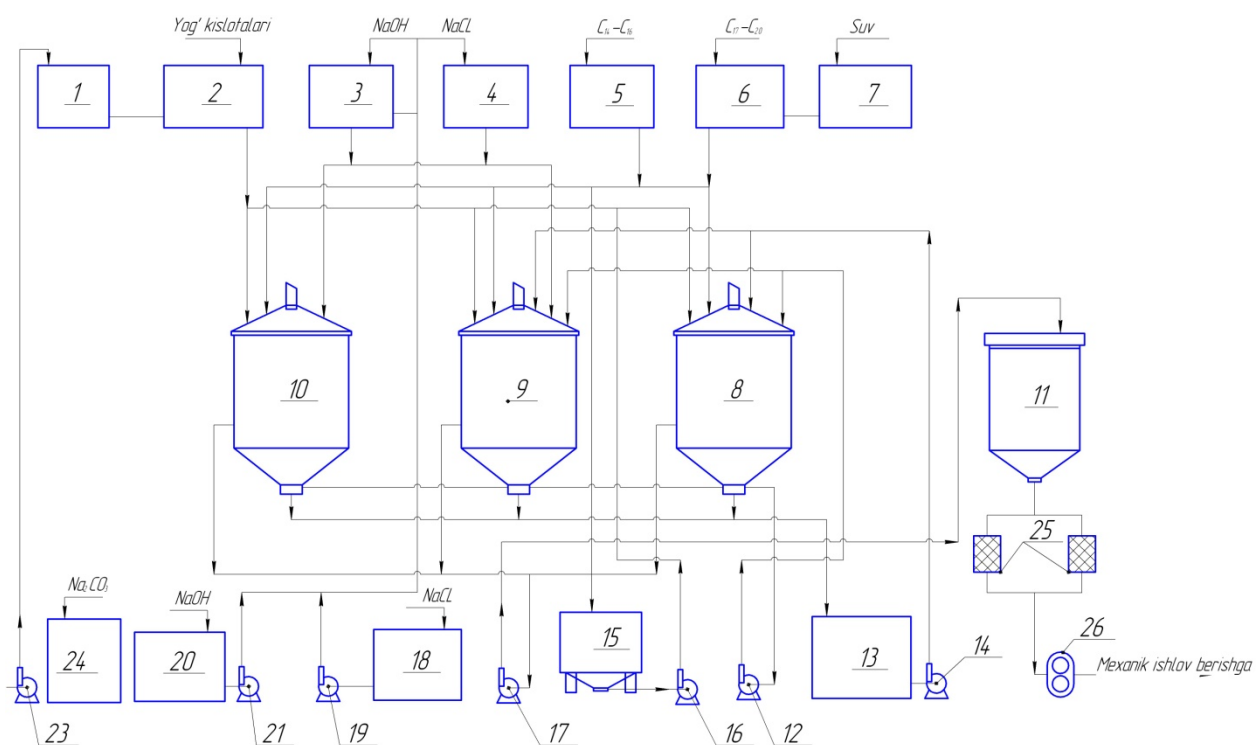 Yog' kislotalari
NaOH
NaCL
C₁₄-C₁₆
C₁₇-C₂₀
Suv
1
2
3
4
5
6
7
10
9
8
11
25
Na₂CO₃
NaOH
NaCL
24
20
18
15
13
14
26
Mexanik ishlov berishga
23
21
19
17
16
12